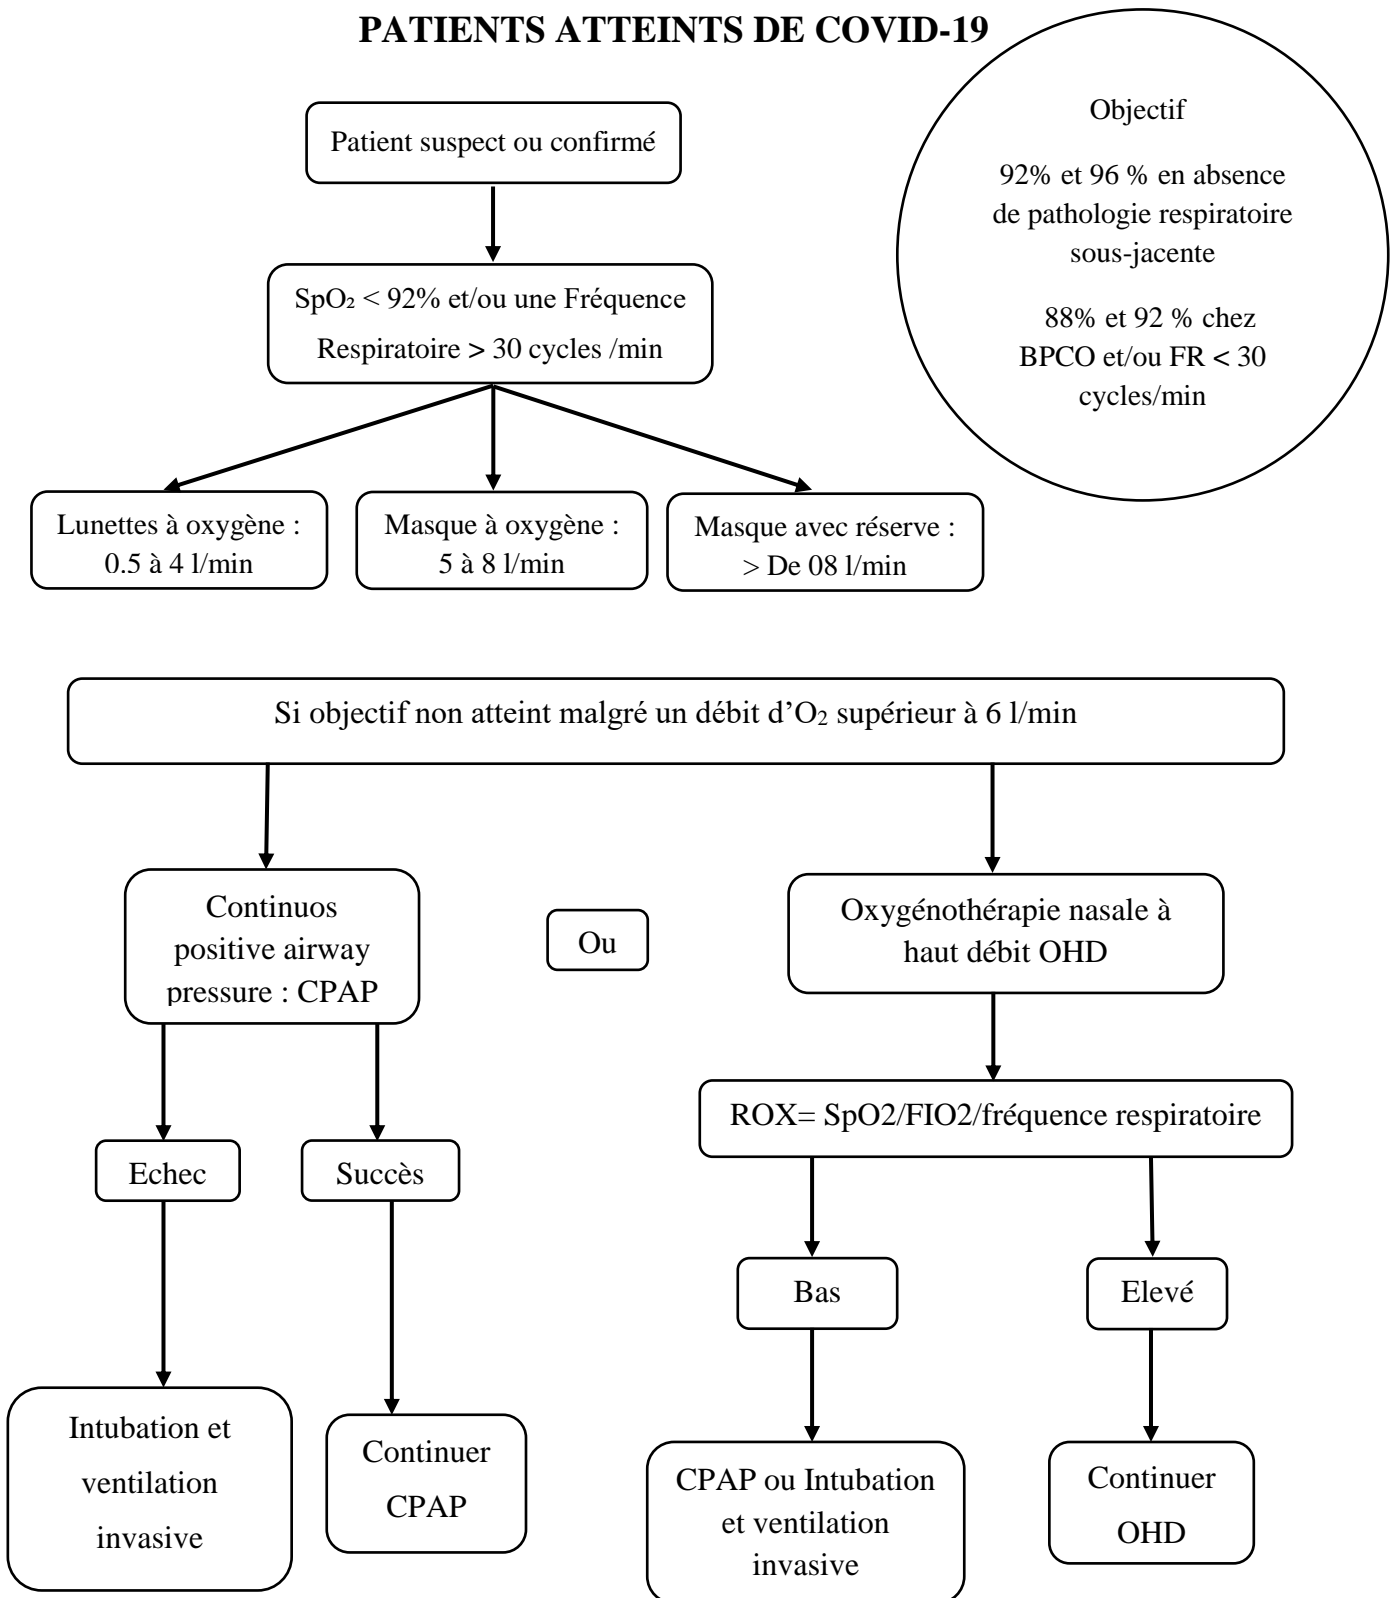 PATIENTS ATTEINTS DE COVID-19
Objectif
92% et 96 % en absence
de pathologie respiratoire
sous-jacente
88% et 92 % chez
BPCO et/ou FR < 30
cycles/min
Patient suspect ou confirmé
SpO₂ < 92% et/ou une Fréquence
Respiratoire > 30 cycles /min
Lunettes à oxygène :
0.5 à 4 l/min
Masque à oxygène :
5 à 8 l/min
Masque avec réserve :
> De 08 l/min
Si objectif non atteint malgré un débit d’O₂ supérieur à 6 l/min
Continuos
positive airway
pressure : CPAP
Ou
Oxygénothérapie nasale à
haut débit OHD
ROX= SpO2/FIO2/fréquence respiratoire
Echec
Succès
Bas
Elevé
Intubation et
ventilation
invasive
Continuer
CPAP
CPAP ou Intubation
et ventilation
invasive
Continuer
OHD